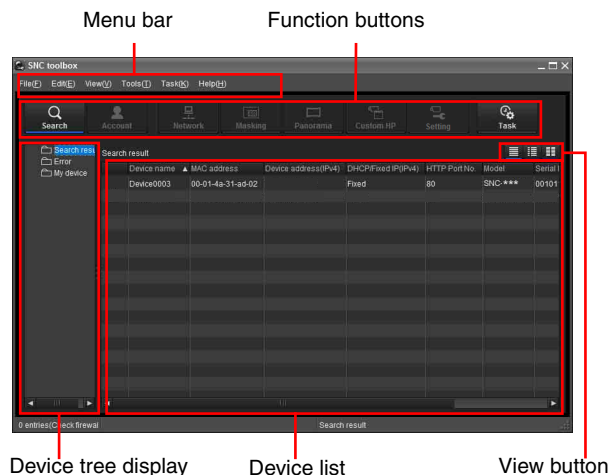 Menu bar
Function buttons
SNC toolbox
File(F) Edit(E) View(V) Tools(T) Task(K) Help(H)
Search Account Network Masking Panorama Custom HP Setting Task
Search resu
Error
My device
Search result
Device name ▲ MAC address Device address(IPv4) DHCP/Fixed IP(IPv4) HTTP Port No. Model Serial
Device0003 00-01-4a-31-ad-02 Fixed 80 SNC-*** 00101
0 entries(Check firewal
Search result
Device tree display
Device list
View button